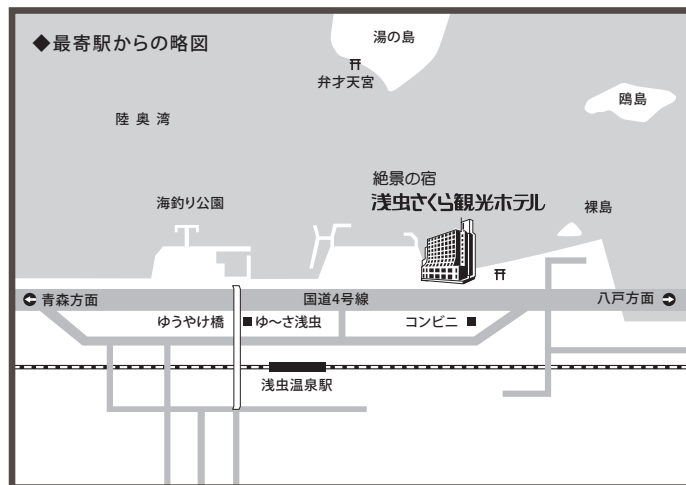 ◆最寄駅からの略図
湯の島
弁才天宮
鴎島
陸奥湾
絶景の宿
浅虫さくら観光ホテル
海釣り公園
裸島
青森方面
国道4号線
八戸方面
ゆうやけ橋
ゆ〜さ浅虫
コンビニ
浅虫温泉駅